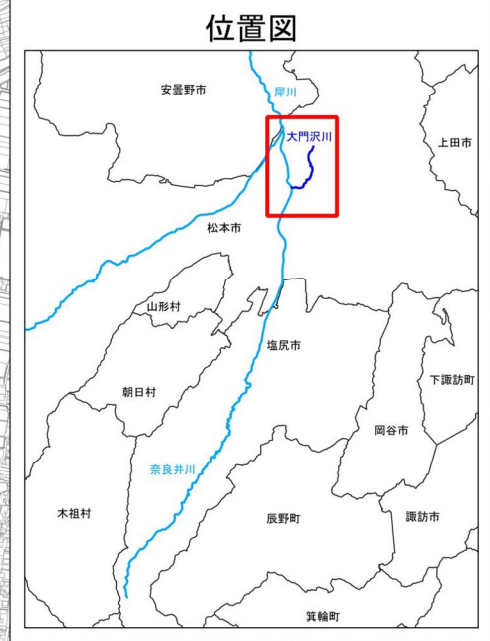 位置図
安曇野市
犀川
大門沢川
上田市
松本市
山形村
塩尻市
朝日村
下諏訪町
岡谷市
奈良井川
木祖村
辰野町
諏訪市
箕輪町